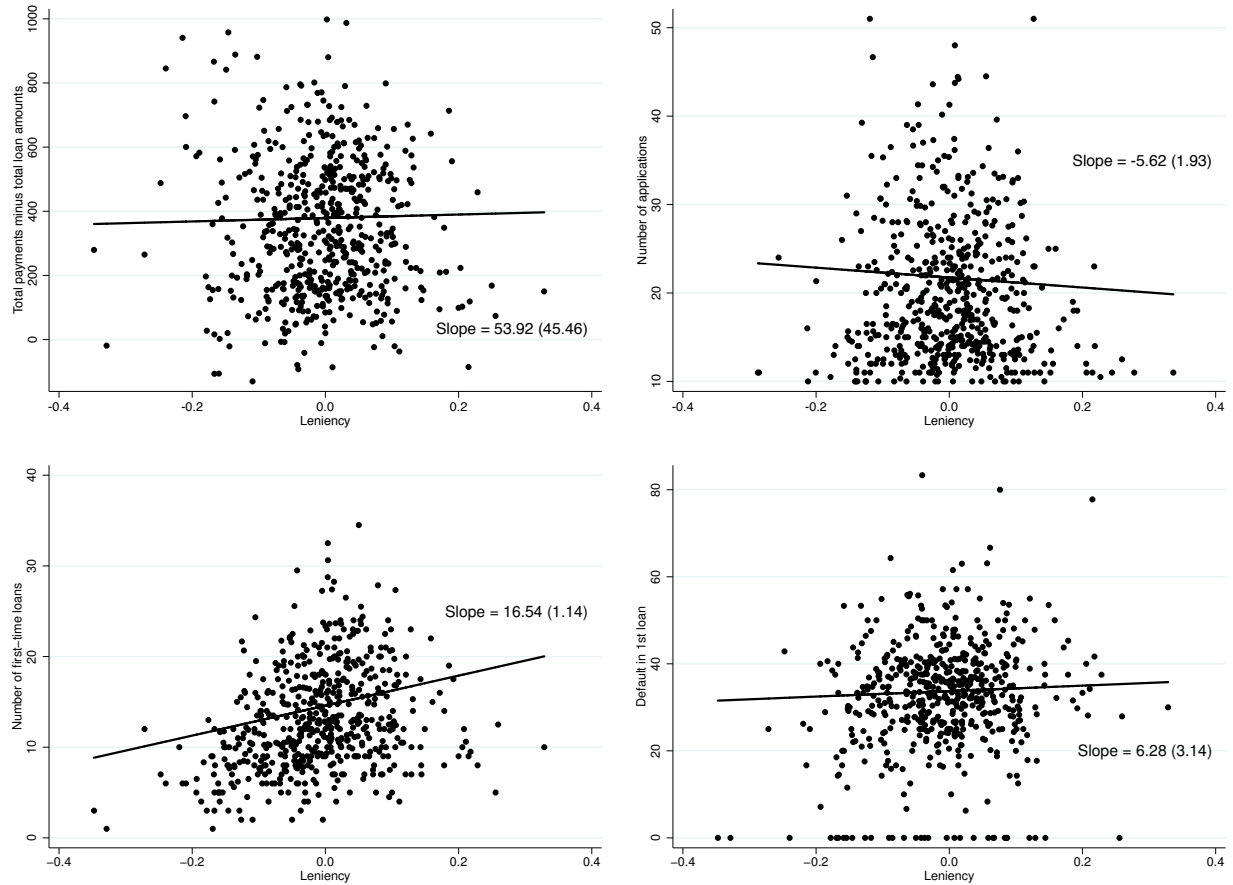 Total payments minus total loan amounts
1000
800
600
400
200
0
Slope = 53.92 (45.46)
-0.4 -0.2 0.0 0.2 0.4
Leniency
Number of applications
50
40
30
20
10
Slope = -5.62 (1.93)
-0.4 -0.2 0.0 0.2 0.4
Leniency
Number of first−time loans
40
30
20
10
0
Slope = 16.54 (1.14)
−0.4 −0.2 0.0 0.2 0.4
Leniency
Default in 1st loan
80
60
40
20
0
Slope = 6.28 (3.14)
−0.4 −0.2 0.0 0.2 0.4
Leniency